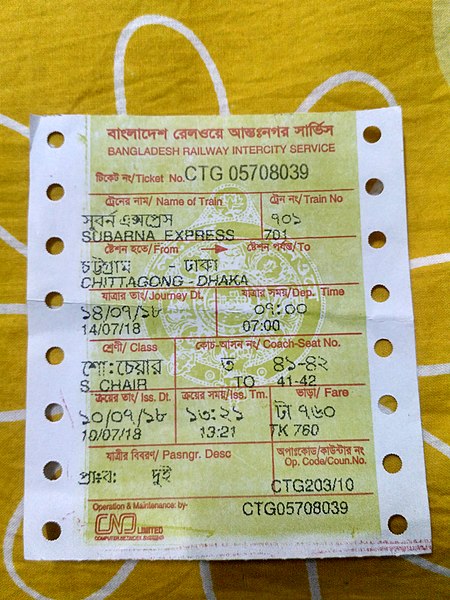 বাংলাদেশ রেলওয়ে আন্তঃনগর সার্ভিস
BANGLADESH RAILWAY INTERCITY SERVICE
টিকেট নং/Ticket No. CTG 05708039
ট্রেনের নাম/ Name of Train ট্রেন নং/ Train No
সুবর্ন এক্সপ্রেস ৭০১
SUBARNA EXPRESS 701
ষ্টেশন হতে/From ষ্টেশন পর্যন্ত/To
চট্টগ্রাম - ঢাকা
CHITTAGONG - DHAKA
যাত্রার তাং/Journey Dt. যাত্রার সময়/Dep. Time
১৪/০৭/১৮ ০৭:০০
14/07/18 07:00
শ্রেণী/ Class কোচ-আসন নং/ Coach-Seat No.
শো:চেয়ার ত ৪১-৪২
S_CHAIR TO 41-42
ক্রয়ের তাং/Iss. Dt. ক্রয়ের সময়/Iss. Tm. ভাড়া/ Fare
১০/০৭/১৮ ১৩:২১ টা ৭৬০
10/07/18 13:21 TK 760
যাত্রীর বিবরণ/ Pasngr. Desc অপাঃকোড/কাউন্টার নং
Op. Code/Coun.No.
প্রা:ব: দুই
CTG203/10
CTG05708039
Operation & Maintenance: by-
CNS LIMITED
COMPUTER NETWORK SYSTEMS